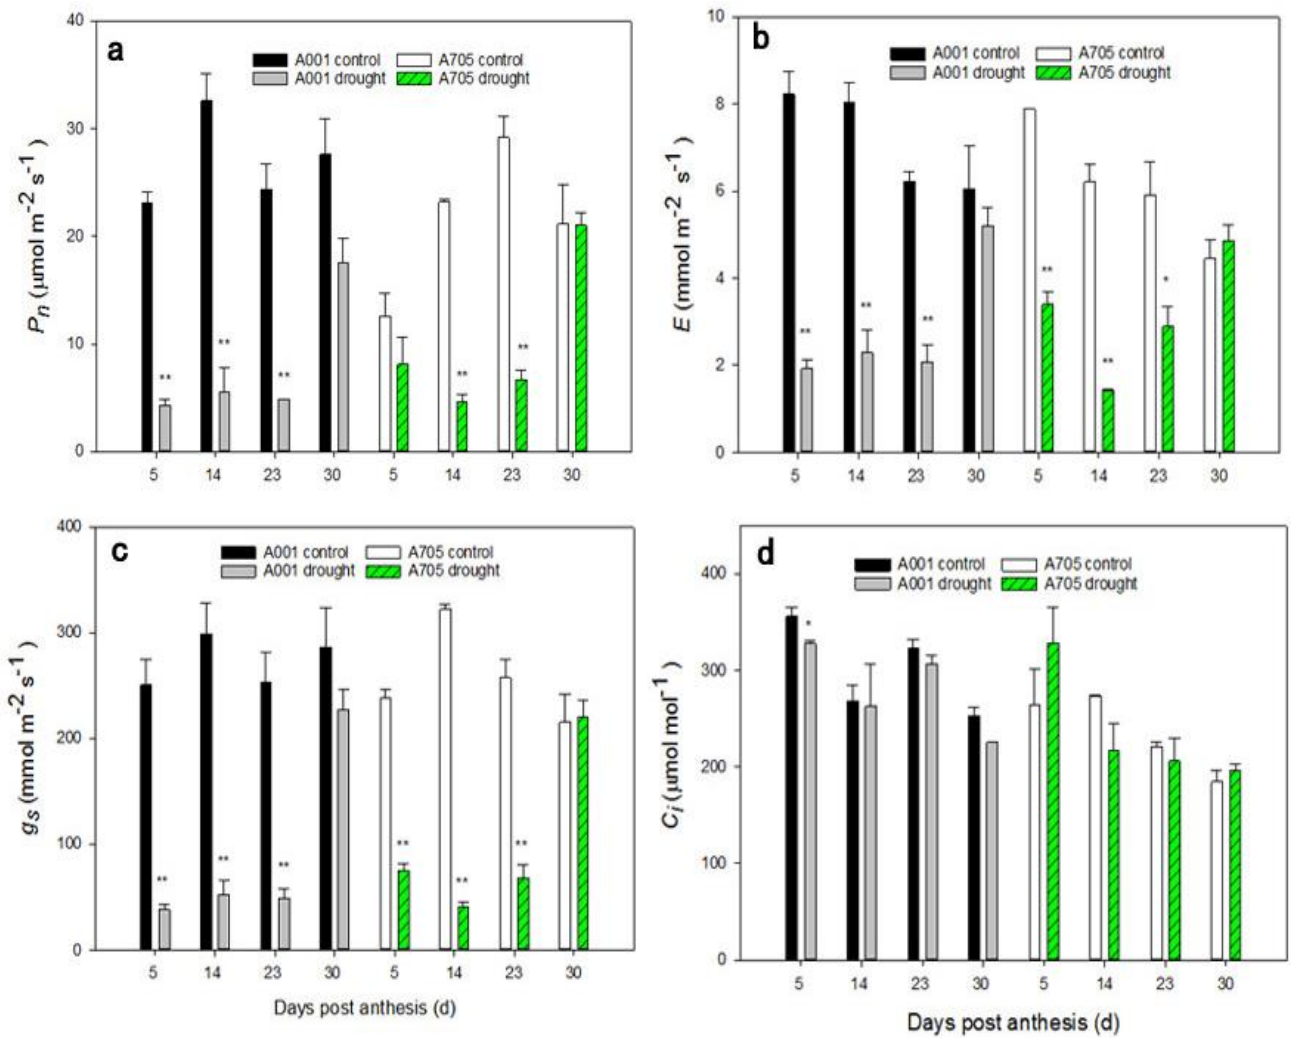 a
A001 control
A705 control
A001 drought
A705 drought
Pn (μmol m-2 s-1 )
40
30
20
10
0
**
**
**
**
**
5 14 23 30 5 14 23 30
b
A001 control
A705 control
A001 drought
A705 drought
E (mmol m-2 s-1 )
10
8
6
4
2
0
**
**
**
**
**
*
5 14 23 30 5 14 23 30
c
A001 control
A705 control
A001 drought
A705 drought
gs (mmol m-2 s-1 )
400
300
200
100
0
**
**
**
**
**
**
5 14 23 30 5 14 23 30
Days post anthesis (d)
d
A001 control
A705 control
A001 drought
A705 drought
Ci (μmol mol-1 )
400
300
200
100
0
*
5 14 23 30 5 14 23 30
Days post anthesis (d)